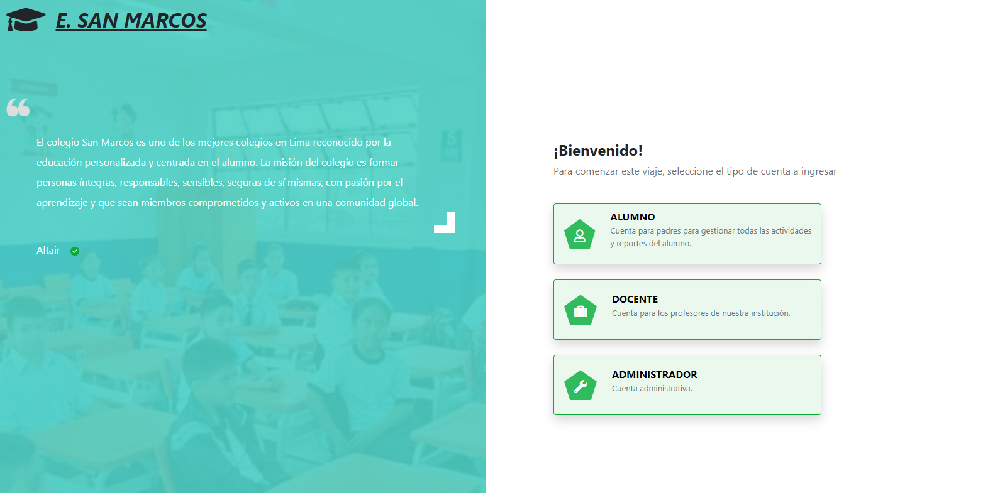 E. SAN MARCOS
“
El colegio San Marcos es uno de los mejores colegios en Lima reconocido por la
educación personalizada y centrada en el alumno. La misión del colegio es formar
personas íntegras, responsables, sensibles, seguras de sí mismas, con pasión por el
aprendizaje y que sean miembros comprometidos y activos en una comunidad global.
Altair
¡Bienvenido!
Para comenzar este viaje, seleccione el tipo de cuenta a ingresar
ALUMNO
Cuenta para padres para gestionar todas las actividades
y reportes del alumno.
DOCENTE
Cuenta para los profesores de nuestra institución.
ADMINISTRADOR
Cuenta administrativa.